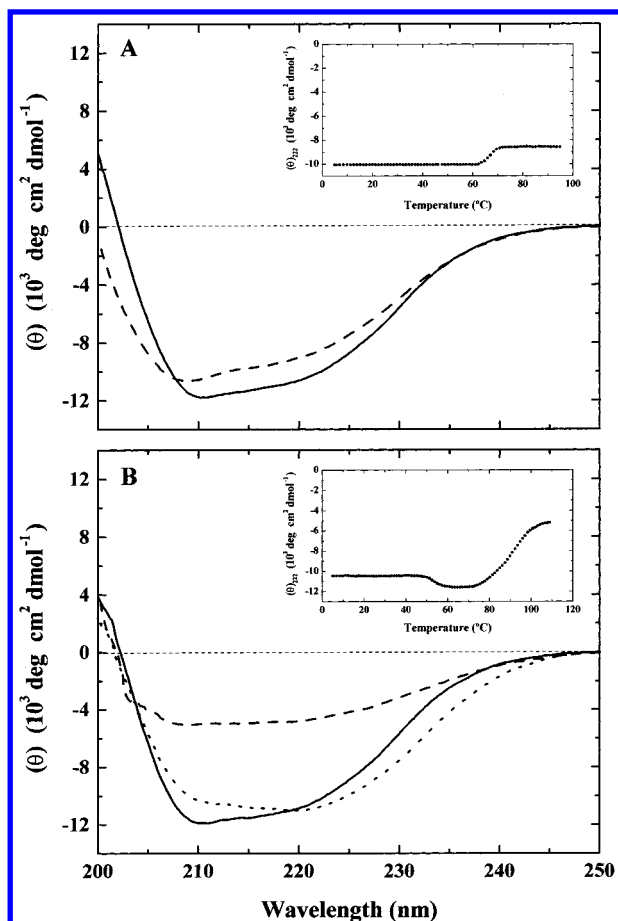 A
(θ) (10³ deg cm² dmol⁻¹)
12
8
4
0
-4
-8
-12
(θ)₂₂₂ (10³ deg cm² dmol⁻¹)
0
-2
-4
-6
-8
-10
0 20 40 60 80 100
Temperature (°C)
B
(θ) (10³ deg cm² dmol⁻¹)
12
8
4
0
-4
-8
-12
(θ)₂₂₂ (10³ deg cm² dmol⁻¹)
0
-2
-4
-6
-8
-10
-12
0 20 40 60 80 100 120
Temperature (°C)
200 210 220 230 240 250
Wavelength (nm)